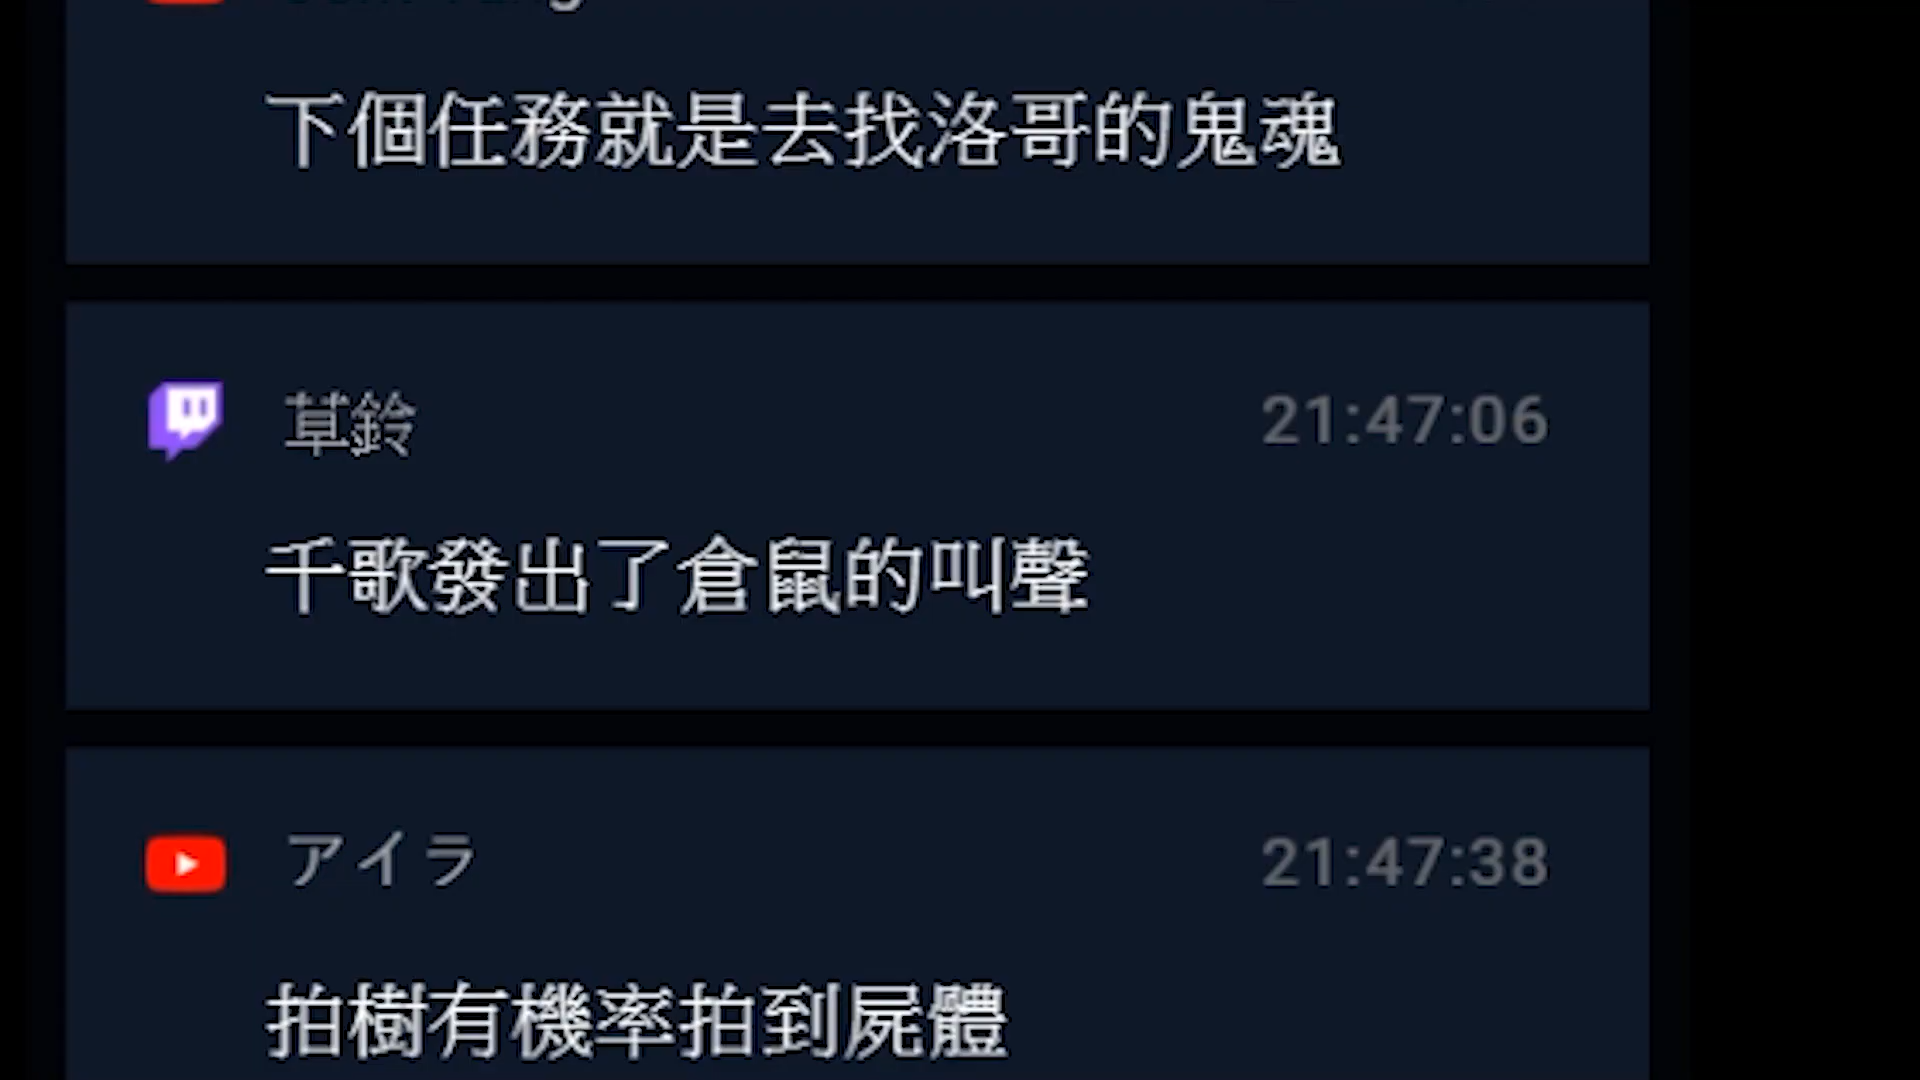 下個任務就是去找洛哥的鬼魂
草鈴
21:47:06
千歌發出了倉鼠的叫聲
アイラ
21:47:38
拍樹有機率拍到屍體